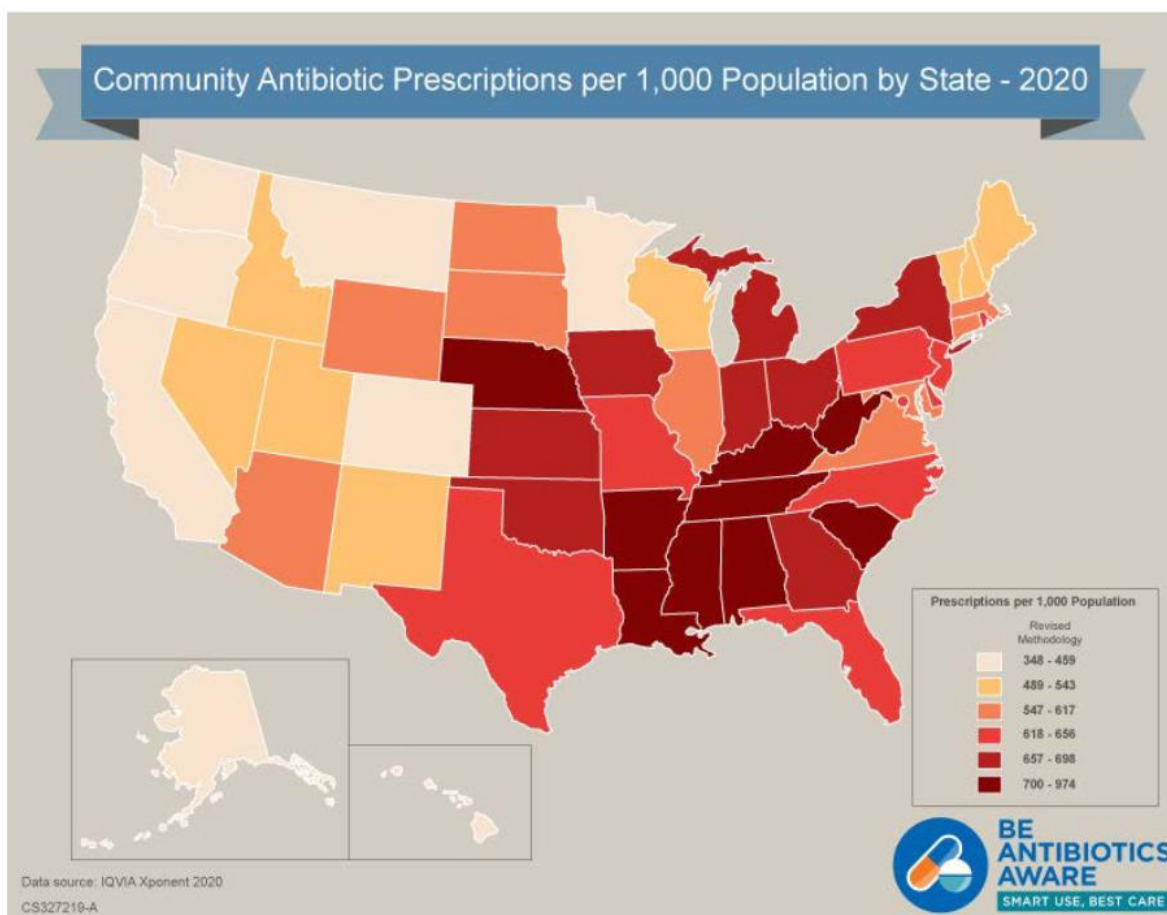 Community Antibiotic Prescriptions per 1,000 Population by State - 2020
Prescriptions per 1,000 Population
Revised
Methodology
348 - 459
489 - 543
547 - 617
618 - 656
657 - 698
700 - 974
Data source: IQVIA Xponent 2020
CS327219-A
BE
ANTIBIOTICS
AWARE
SMART USE, BEST CARE